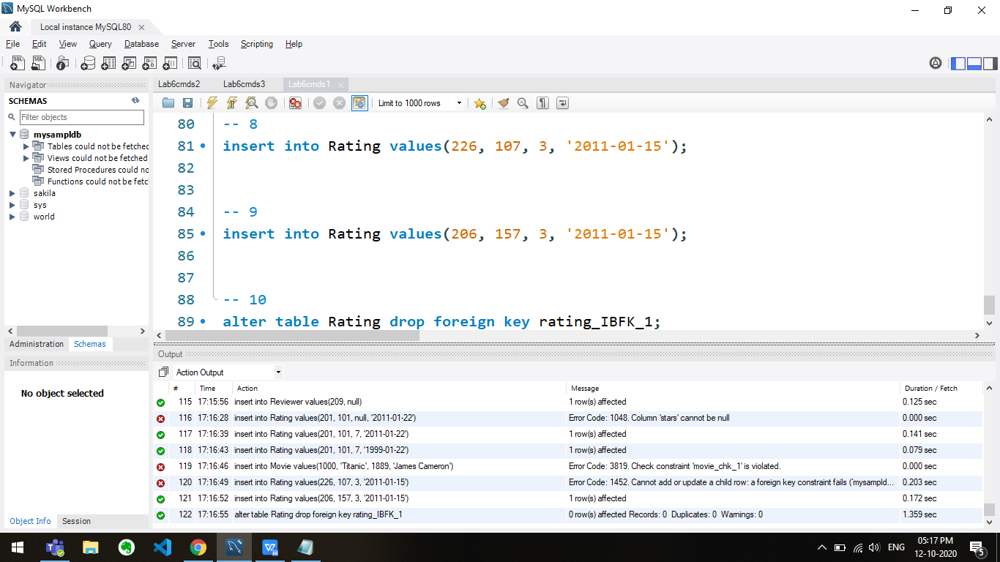 MySQL Workbench
Local instance MySQL80
File Edit View Query Database Server Tools Scripting Help
Navigator
SCHEMAS
Filter objects
mysampldb
Tables could not be fetched
Views could not be fetched
Stored Procedures could no
Functions could not be fetc
sakila
sys
world
Administration Schemas
Information
No object selected
Object Info Session
Lab6cmds2 Lab6cmds3 Lab6cmds1
Limit to 1000 rows
80 -- 8
81 insert into Rating values(226, 107, 3, '2011-01-15');
82
83
84 -- 9
85 insert into Rating values(206, 157, 3, '2011-01-15');
86
87
88 -- 10
89 alter table Rating drop foreign key rating_IBFK_1;
Output
Action Output
# Time Action Message Duration / Fetch
115 17:15:56 insert into Reviewer values(209, null) 1 row(s) affected 0.125 sec
116 17:16:28 insert into Rating values(201, 101, null, '2011-01-22') Error Code: 1048. Column 'stars' cannot be null 0.000 sec
117 17:16:39 insert into Rating values(201, 101, 7, '2011-01-22') 1 row(s) affected 0.141 sec
118 17:16:43 insert into Rating values(201, 101, 7, '1999-01-22') 1 row(s) affected 0.079 sec
119 17:16:46 insert into Movie values(1000, 'Titanic', 1889, 'James Cameron') Error Code: 3819. Check constraint 'movie_chk_1' is violated. 0.000 sec
120 17:16:49 insert into Rating values(226, 107, 3, '2011-01-15') Error Code: 1452. Cannot add or update a child row: a foreign key constraint fails (`mysampld... 0.203 sec
121 17:16:52 insert into Rating values(206, 157, 3, '2011-01-15') 1 row(s) affected 0.172 sec
122 17:16:55 alter table Rating drop foreign key rating_IBFK_1 0 row(s) affected Records: 0 Duplicates: 0 Warnings: 0 1.359 sec
ENG
05:17 PM
12-10-2020
5